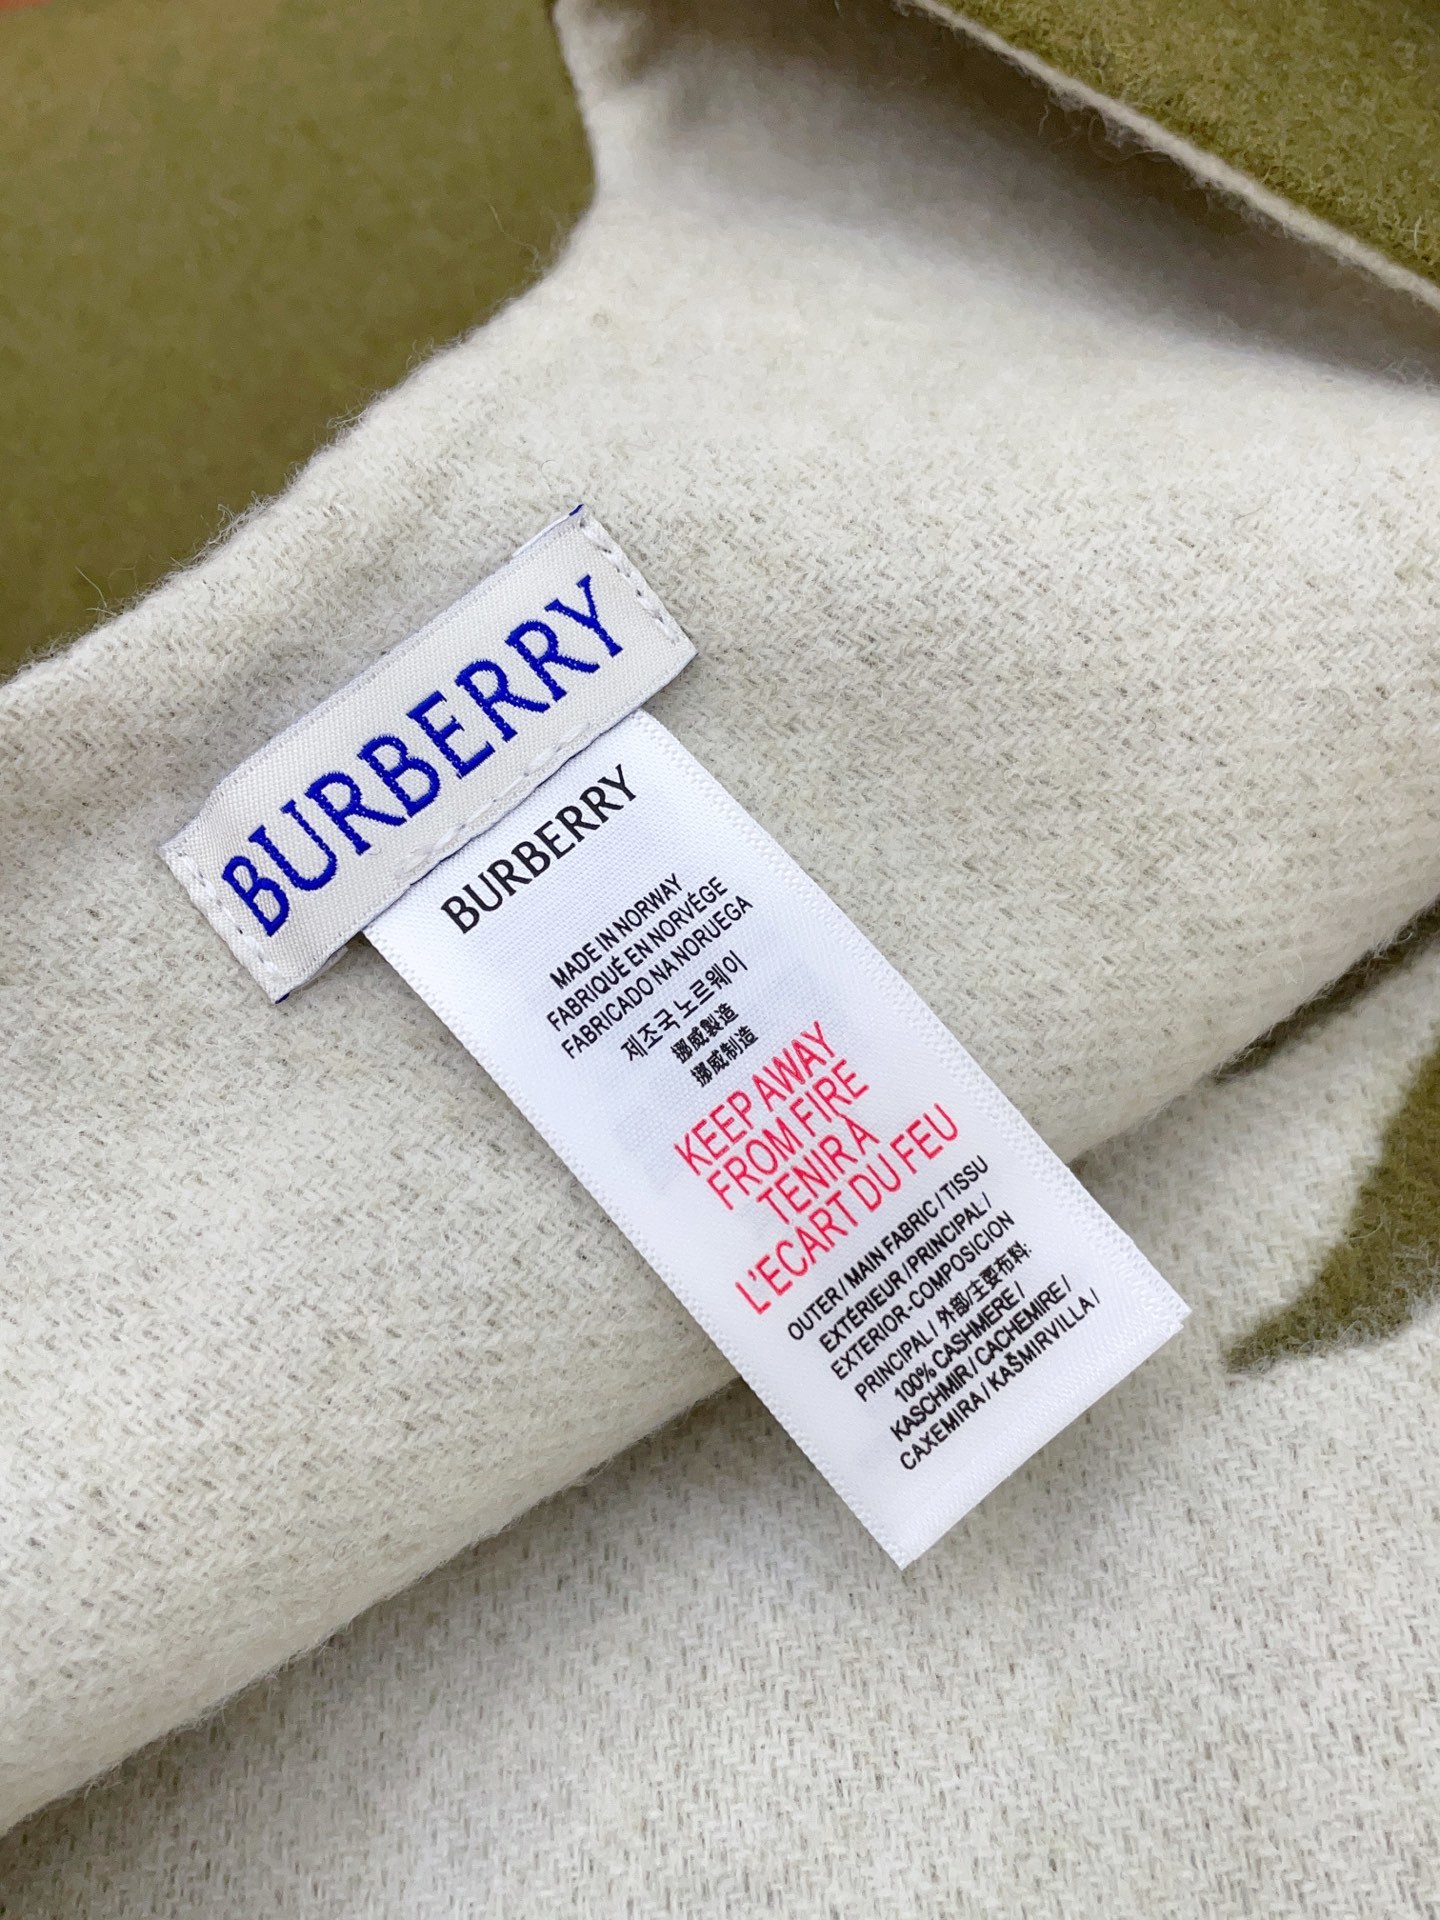 BURBERRY
BURBERRY
MADE IN NORWAY
FABRIQUÉ EN NORVÉGE
FABRICADO NA NORUEGA
제조국 노르웨이
挪威製造
挪威制造
KEEP AWAY
FROM FIRE
TENIR À
L'ECART DU FEU
OUTER / MAIN FABRIC / TISSU
EXTÉRIEUR / PRINCIPAL /
EXTERIOR-COMPOSICION
PRINCIPAL / 外部/主要布料:
100% CASHMERE /
KASCHMIR / CACHEMIRE /
CAXEMIRA / KAŠMIRVILLA /